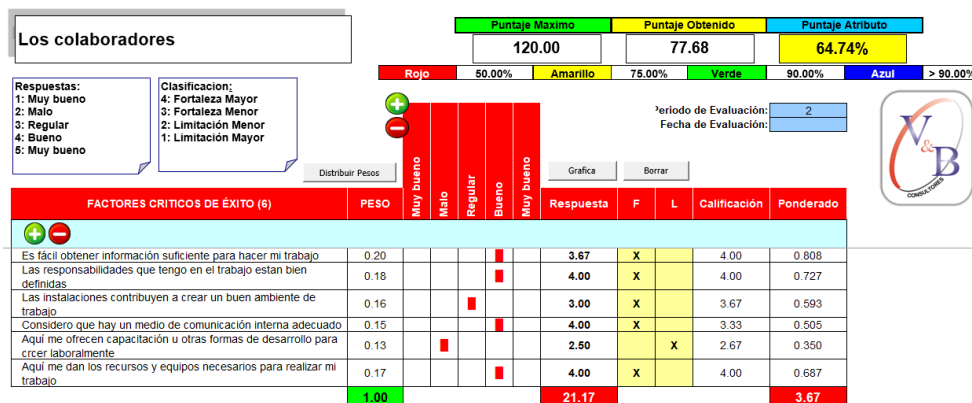 Los colaboradores
Puntaje Maximo Puntaje Obtenido Puntaje Atributo
120.00 77.68 64.74%
Rojo 50.00% Amarillo 75.00% Verde 90.00% Azul > 90.00%
Respuestas:
1: Muy bueno
2: Malo
3: Regular
4: Bueno
5: Muy bueno
Clasificacion:
4: Fortaleza Mayor
3: Fortaleza Menor
2: Limitación Menor
1: Limitación Mayor
Periodo de Evaluación: 2
Fecha de Evaluación:
V&B
CONSULTORES
Distribuir Pesos
Grafica
Borrar
FACTORES CRITICOS DE ÉXITO (6) PESO Muy bueno Malo Regular Bueno Muy bueno Respuesta F L Calificación Ponderado
Es fácil obtener información suficiente para hacer mi trabajo 0.20 3.67 X 4.00 0.808
Las responsabilidades que tengo en el trabajo estan bien
definidas 0.18 4.00 X 4.00 0.727
Las instalaciones contribuyen a crear un buen ambiente de
trabajo 0.16 3.00 X 3.67 0.593
Considero que hay un medio de comunicación interna adecuado 0.15 4.00 X 3.33 0.505
Aquí me ofrecen capacitación u otras formas de desarrollo para
crcer laboralmente 0.13 2.50 X 2.67 0.350
Aquí me dan los recursos y equipos necesarios para realizar mi
trabajo 0.17 4.00 X 4.00 0.687
1.00 21.17 3.67